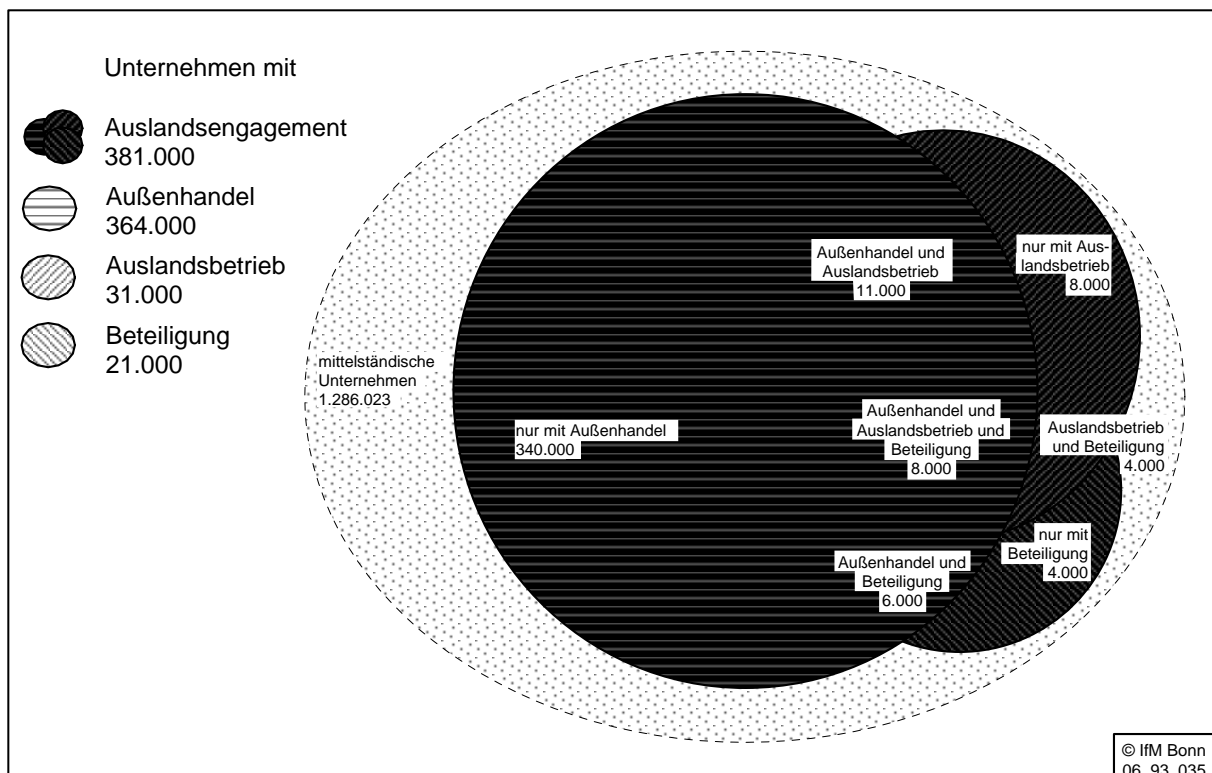 Unternehmen mit
Auslandsengagement
381.000
Außenhandel
364.000
Auslandsbetrieb
31.000
Beteiligung
21.000
mittelständische
Unternehmen
1.286.023
nur mit Außenhandel
340.000
Außenhandel und
Auslandsbetrieb
11.000
nur mit Aus-
landsbetrieb
8.000
Außenhandel und
Auslandsbetrieb und
Beteiligung
8.000
Auslandsbetrieb
und Beteiligung
4.000
nur mit
Beteiligung
4.000
Außenhandel und
Beteiligung
6.000
© IfM Bonn
06 93 035